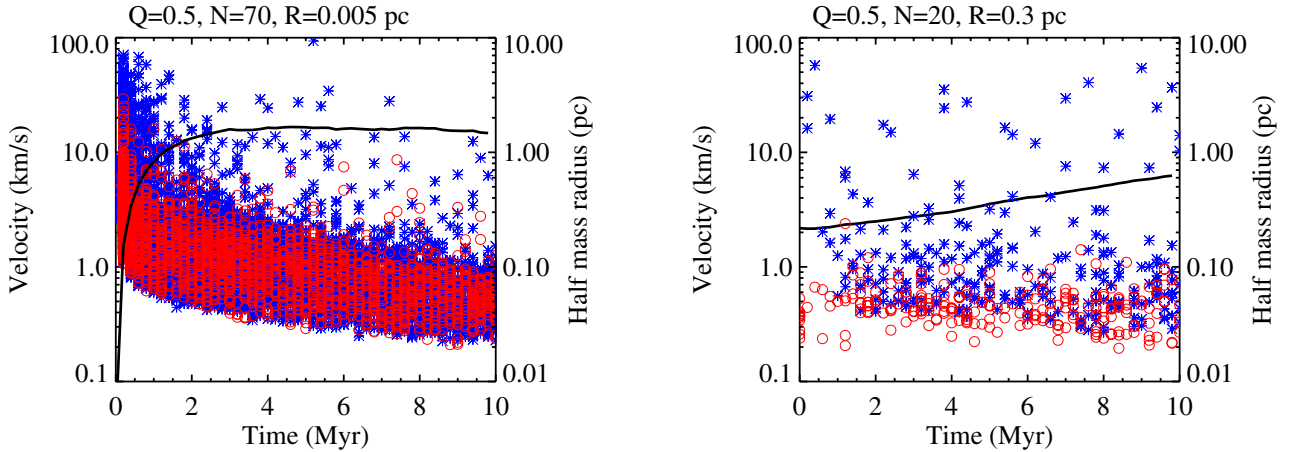 Q=0.5, N=70, R=0.005 pc
100.0
10.0
1.0
0.1
Velocity (km/s)
10.00
1.00
0.10
0.01
Half mass radius (pc)
0 2 4 6 8 10
Time (Myr)
Q=0.5, N=20, R=0.3 pc
100.0
10.0
1.0
0.1
Velocity (km/s)
10.00
1.00
0.10
0.01
Half mass radius (pc)
0 2 4 6 8 10
Time (Myr)